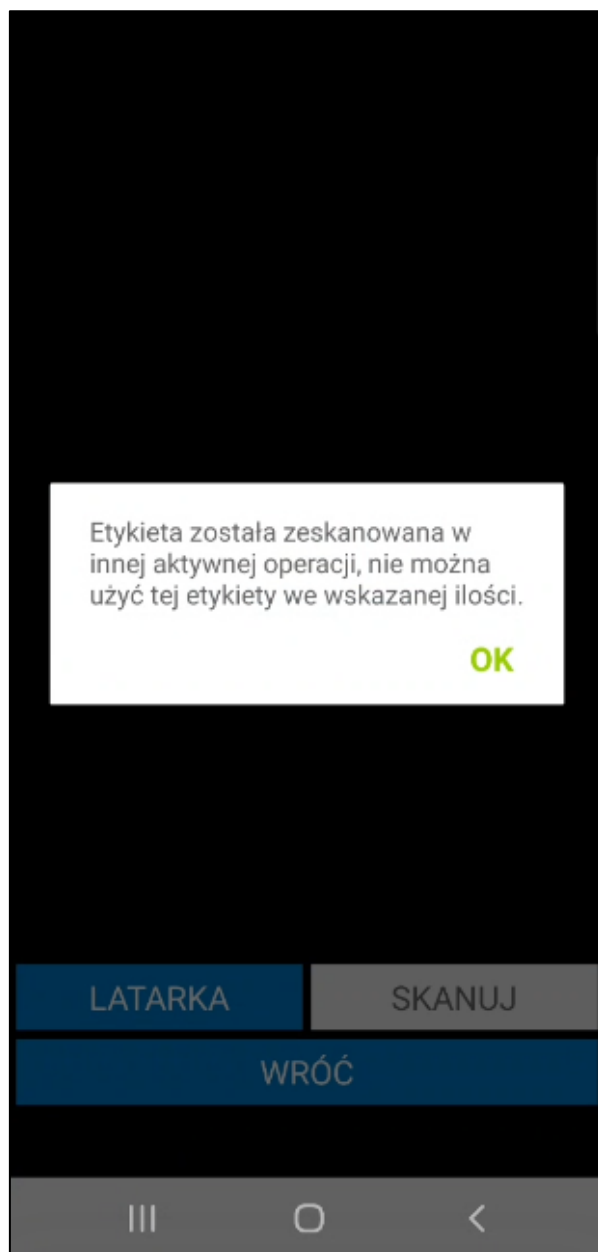 Etykieta została zeskanowana w
innej aktywnej operacji, nie można
użyć tej etykiety we wskazanej ilości.
OK
LATARKA SKANUJ
WRÓĆ